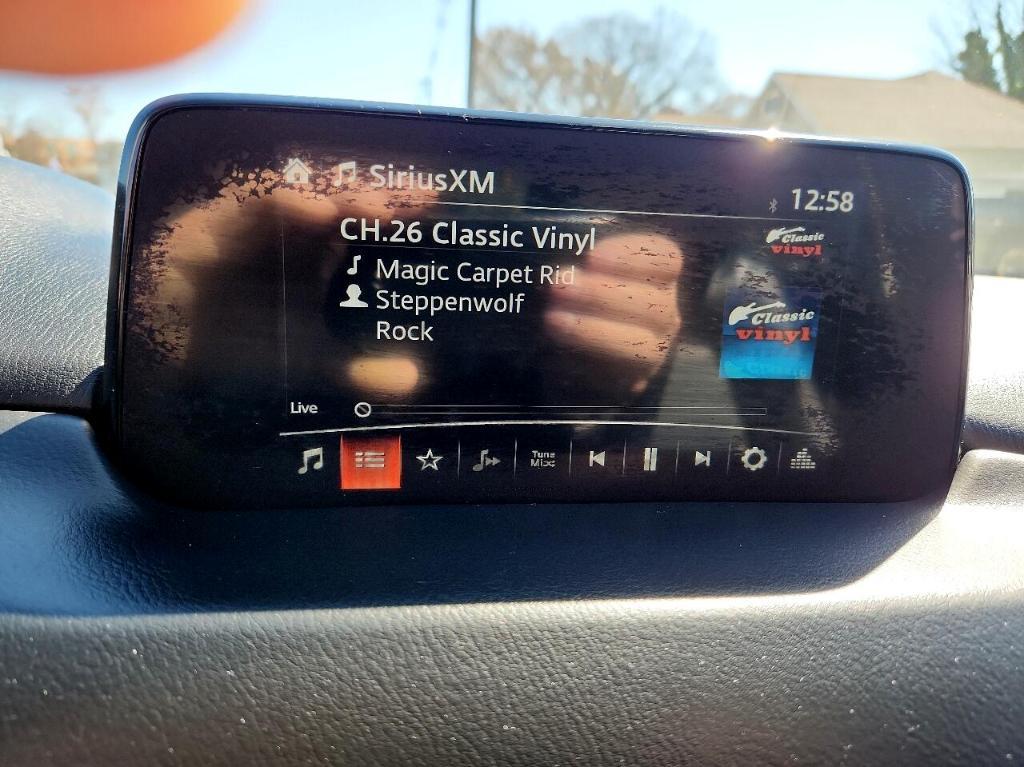 SiriusXM
12:58
CH.26 Classic Vinyl
Classic
vinyl
Magic Carpet Rid
Steppenwolf
Rock
Classic
vinyl
Live
Tune
Mix: